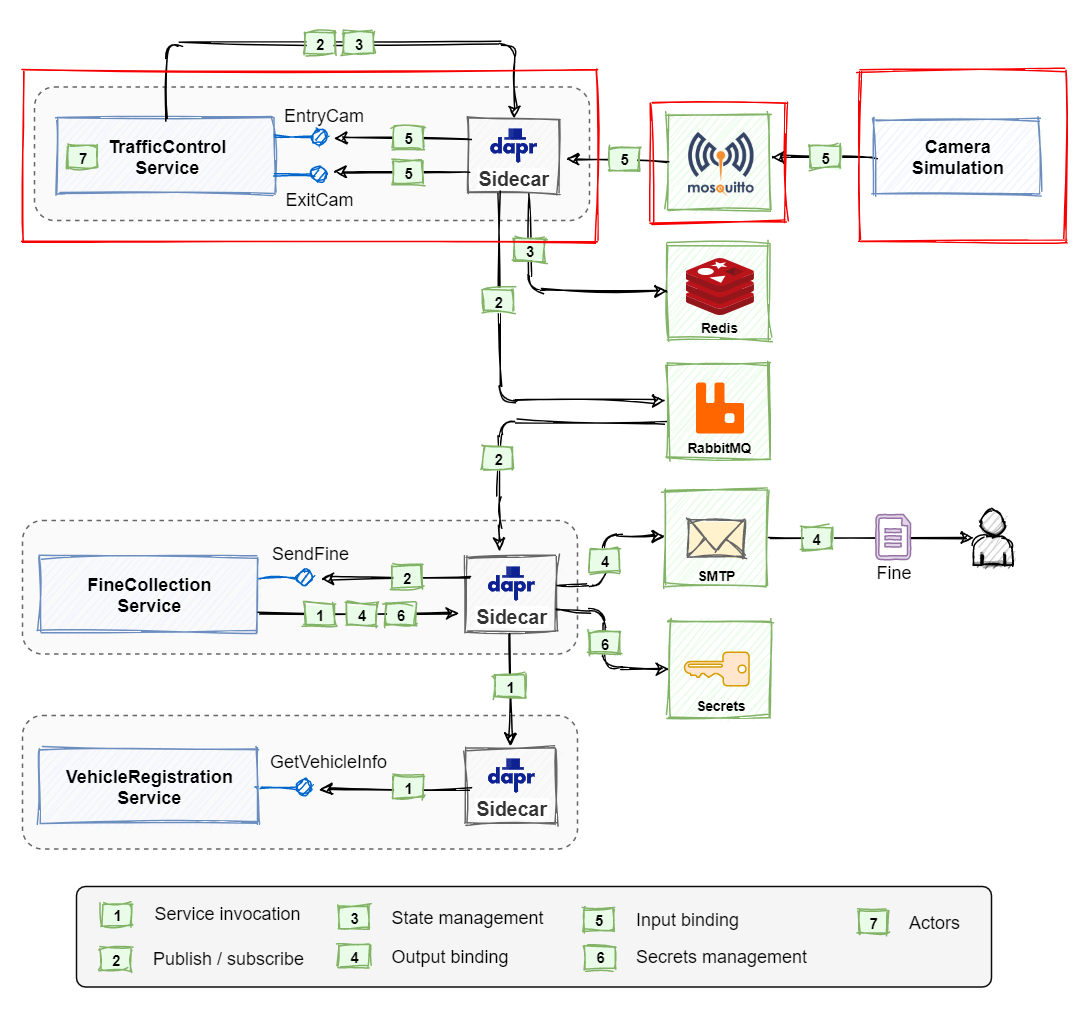 2 3
EntryCam
TrafficControl
Service
7
5
dapr
Sidecar
5
ExitCam
5
mosquitto
5
Camera
Simulation
3
2
Redis
RabbitMQ
2
SendFine
FineCollection
Service
2
1 4 6
dapr
Sidecar
4
SMTP
4
Fine
6
Secrets
1
GetVehicleInfo
VehicleRegistration
Service
1
dapr
Sidecar
1 Service invocation
3 State management
5 Input binding
7 Actors
2 Publish / subscribe
4 Output binding
6 Secrets management